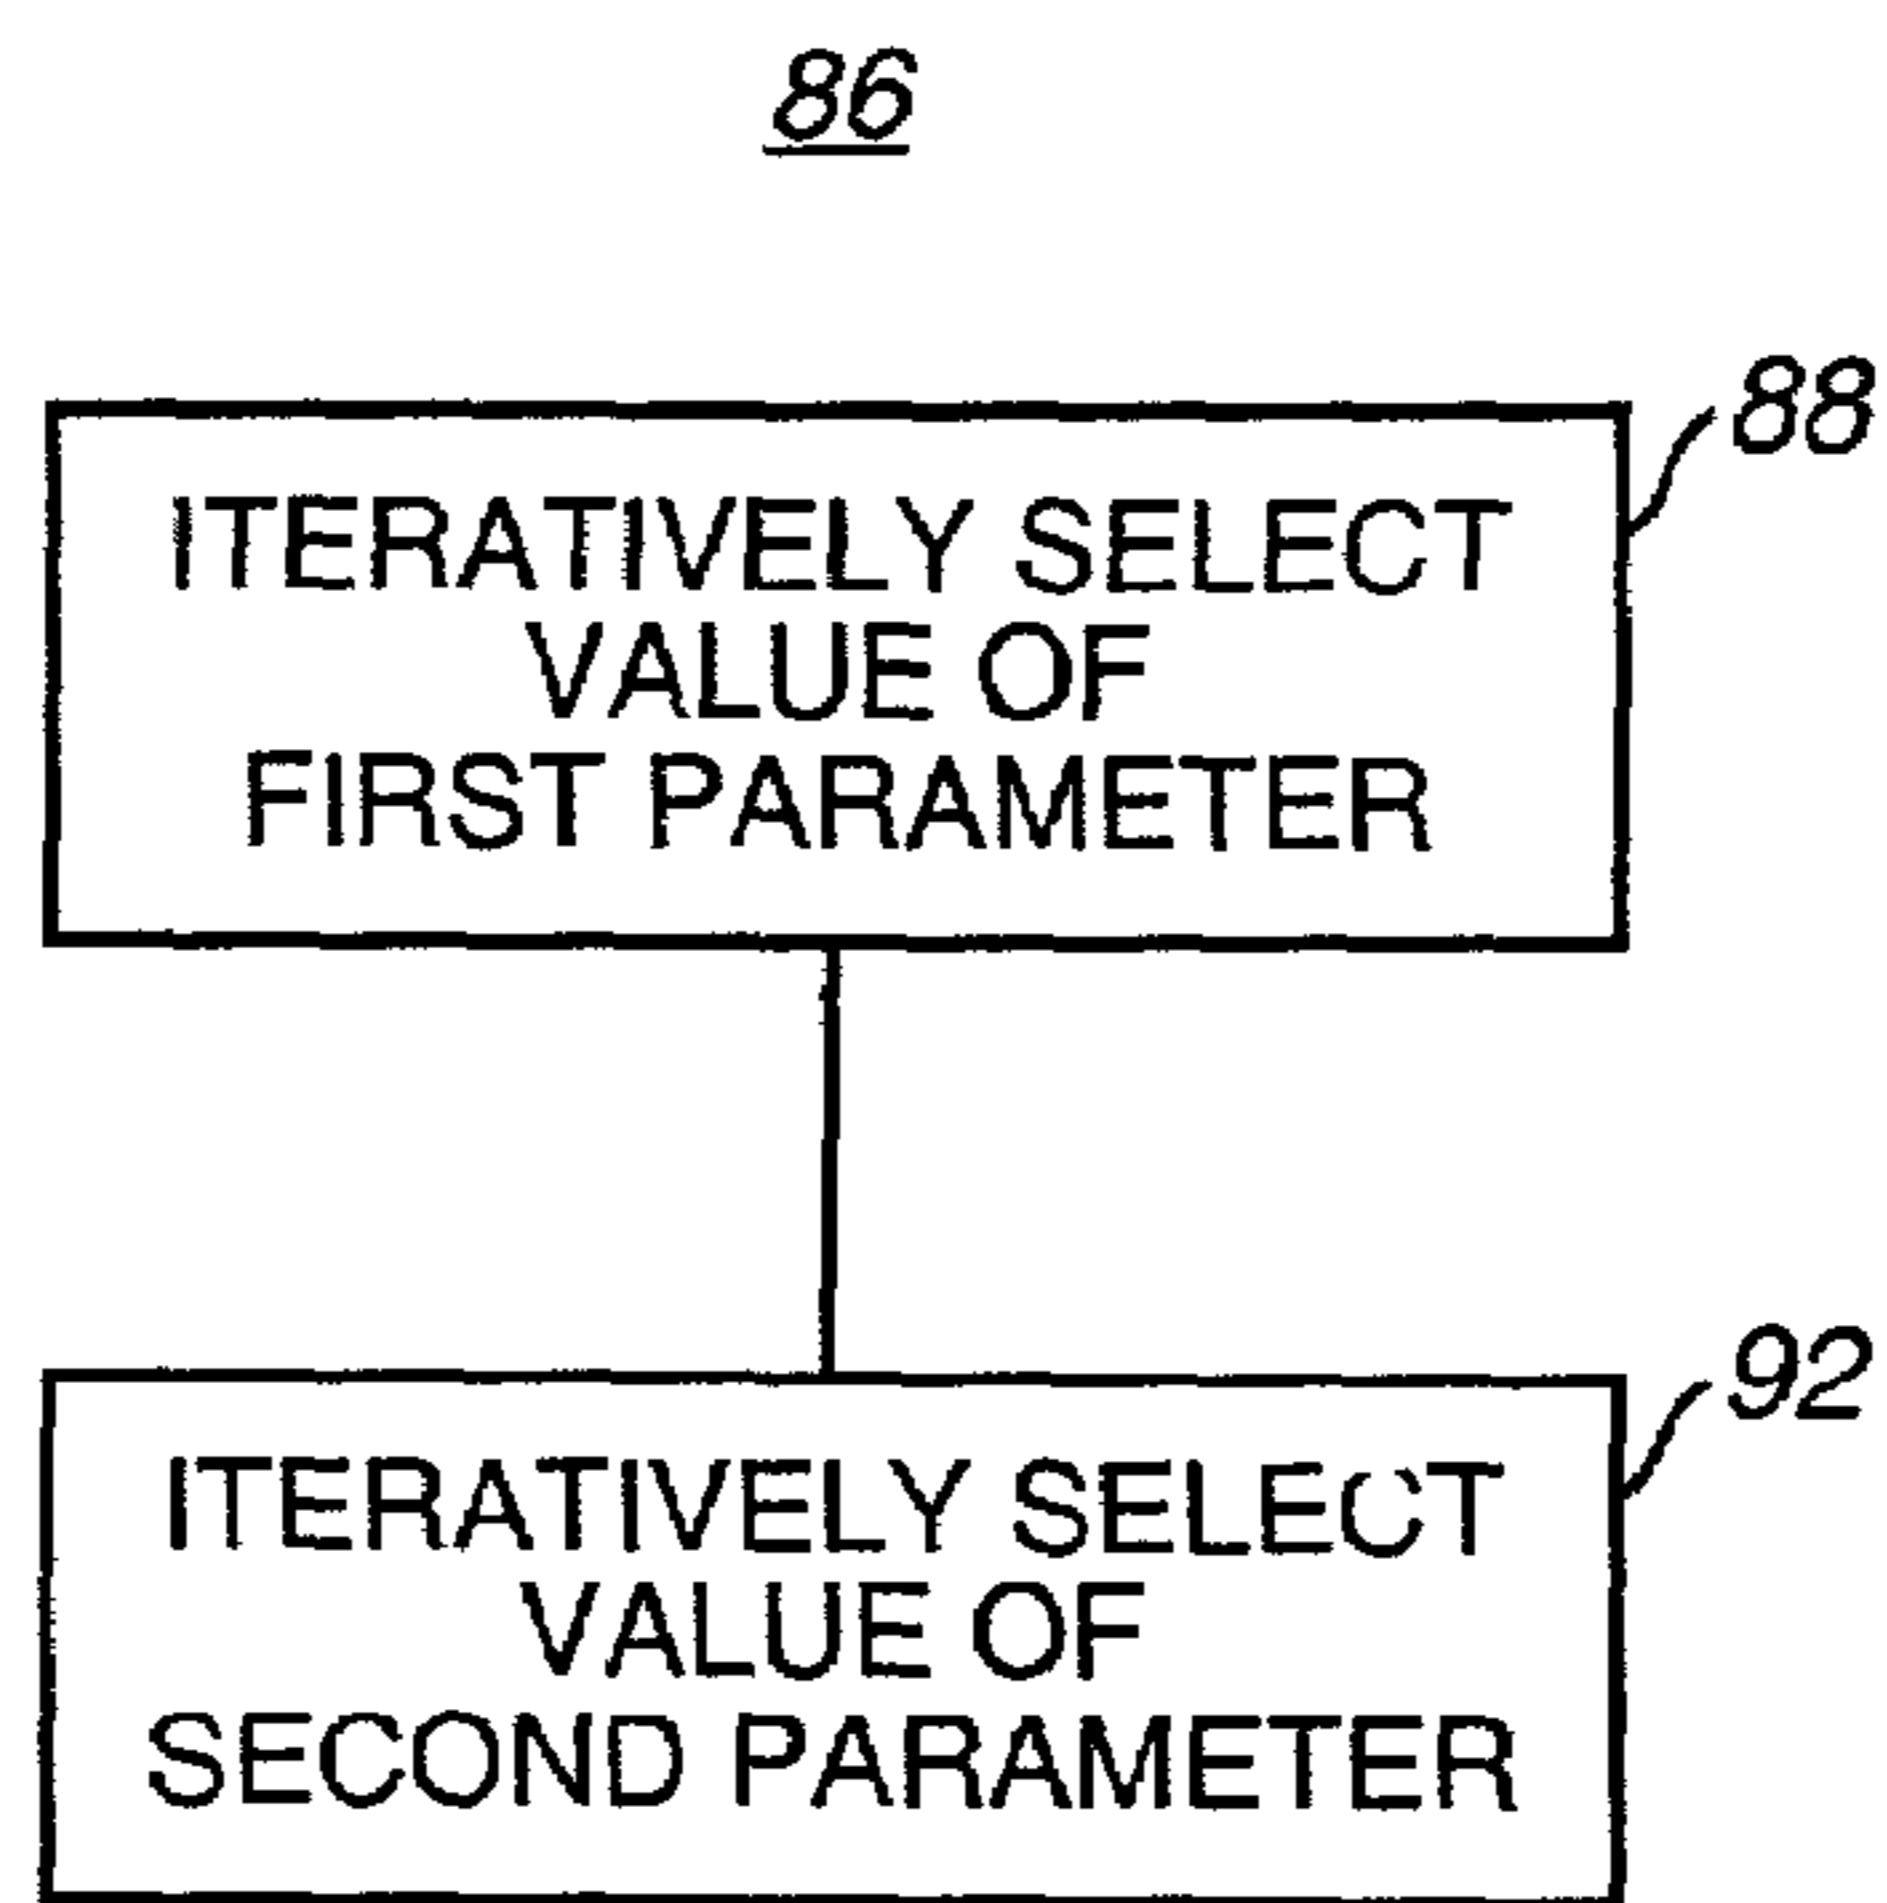 86
88
ITERATIVELY SELECT
VALUE OF
FIRST PARAMETER
92
ITERATIVELY SELECT
VALUE OF
SECOND PARAMETER